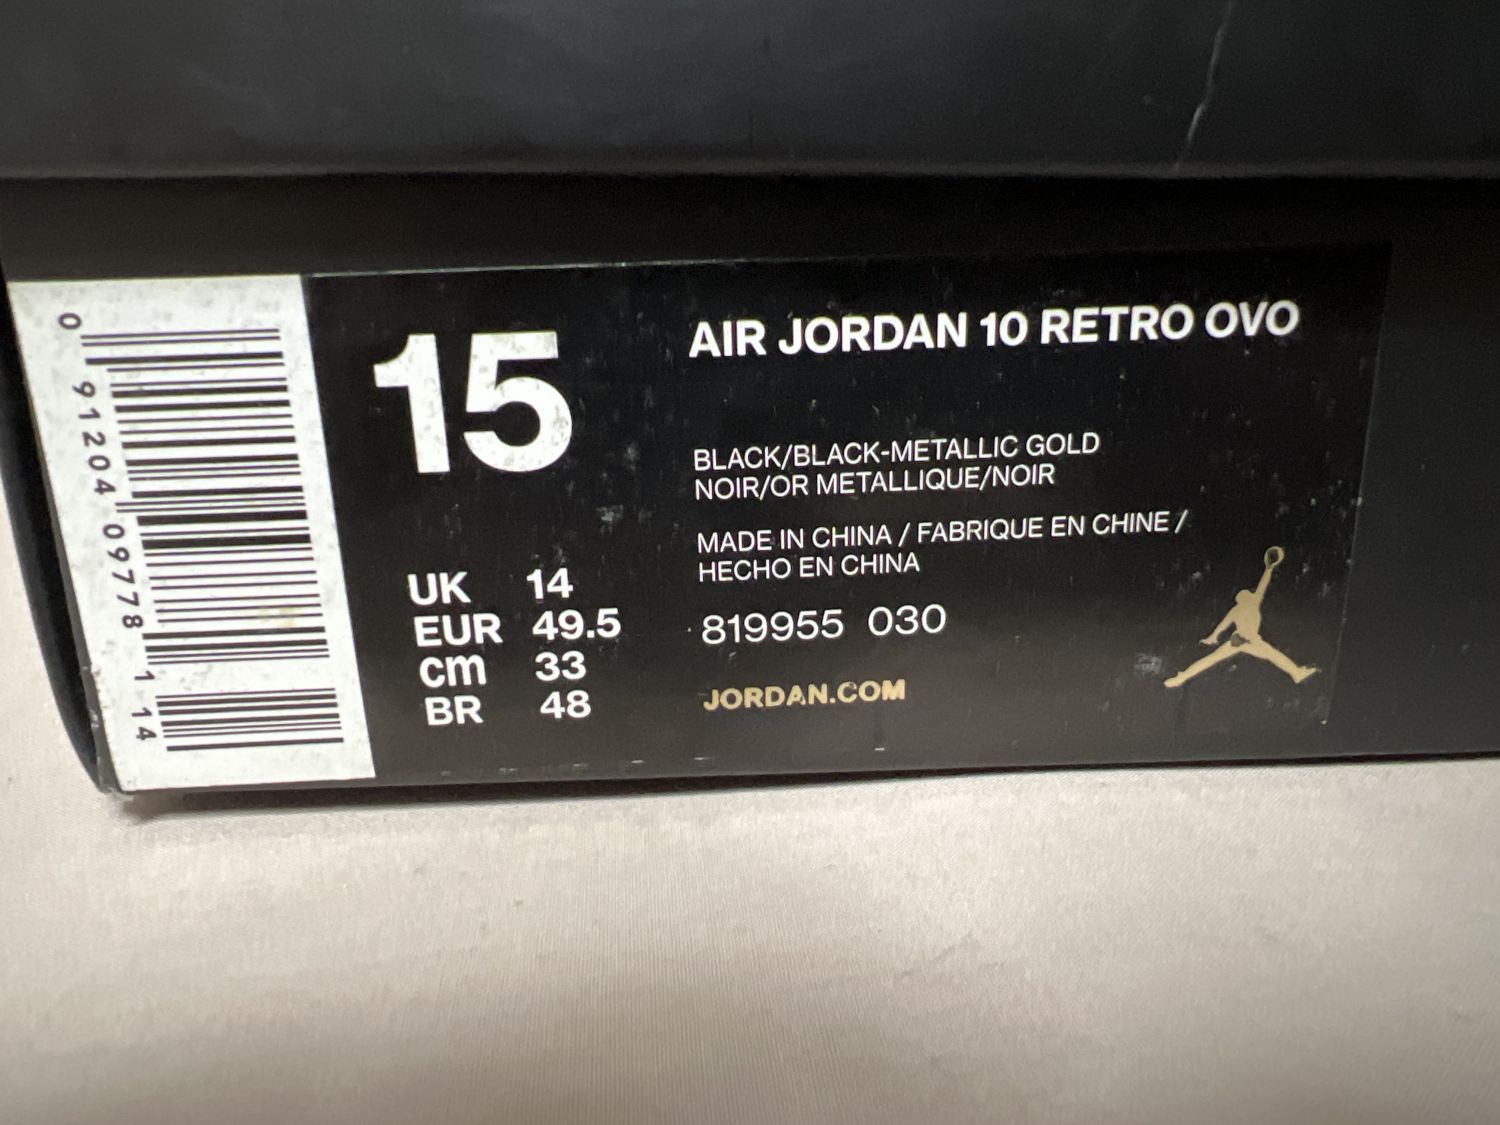 0 91204 09778 1 14
15
AIR JORDAN 10 RETRO OVO
BLACK/BLACK-METALLIC GOLD
NOIR/OR METALLIQUE/NOIR
MADE IN CHINA / FABRIQUE EN CHINE /
HECHO EN CHINA
UK 14
EUR 49.5
cm 33
BR 48
819955 030
JORDAN.COM